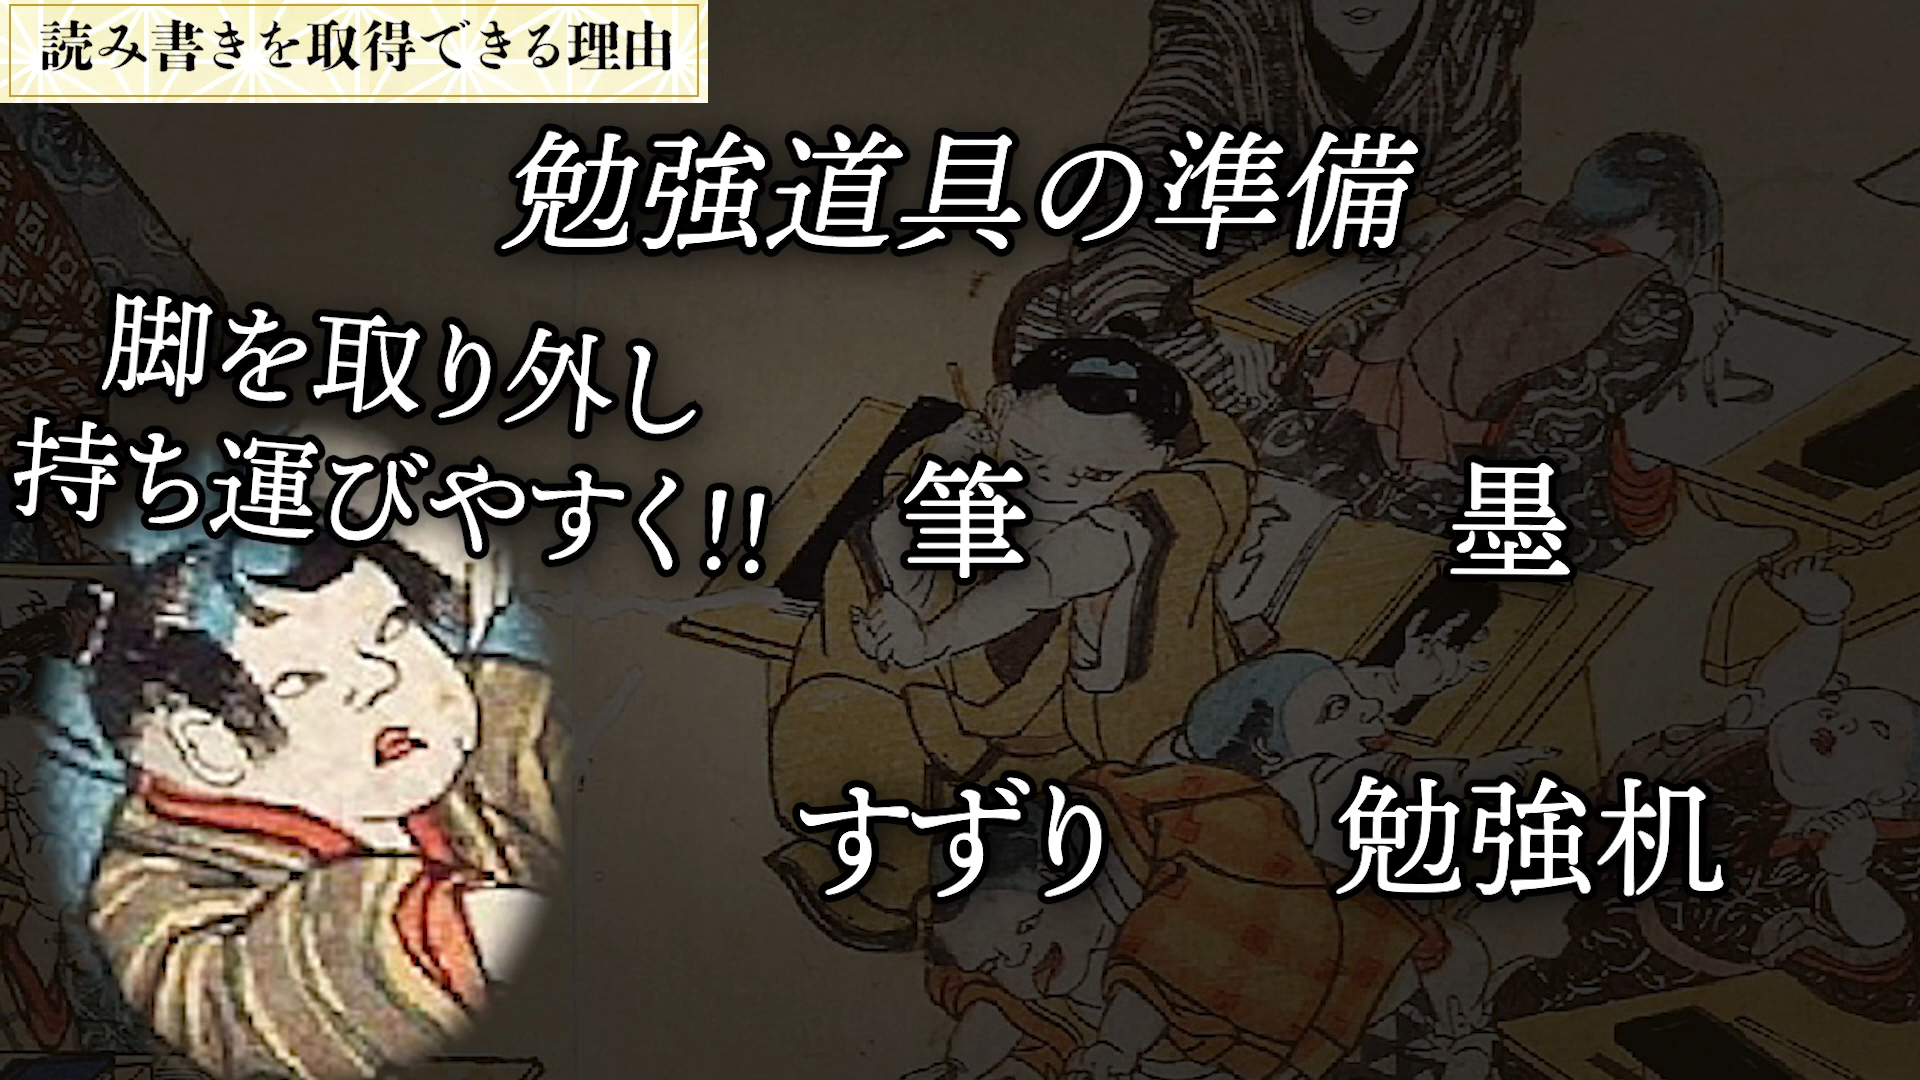 読み書きを取得できる理由
勉強道具の準備
脚を取り外し
持ち運びやすく!!
筆
墨
すずり
勉強机